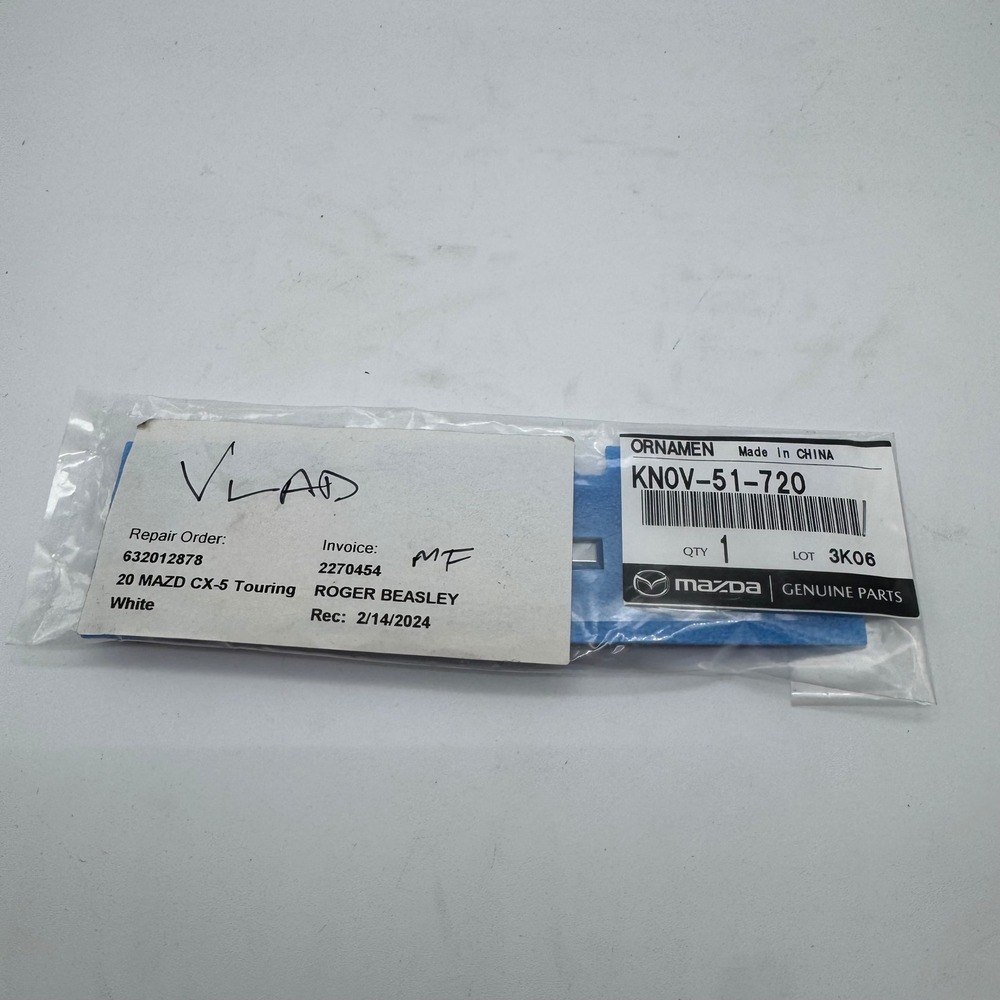 VLAD
Repair Order:
632012878
20 MAZD CX-5 Touring
White
Invoice:
2270454
MF
ROGER BEASLEY
Rec: 2/14/2024
ORNAMEN Made in CHINA
KN0V-51-720
QTY 1 LOT 3K06
mazda GENUINE PARTS